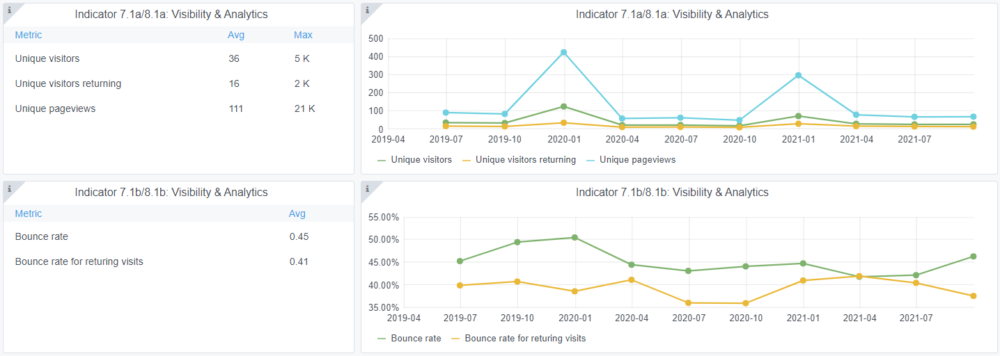 Indicator 7.1a/8.1a: Visibility & Analytics
Metric Avg Max
Unique visitors 36 5 K
Unique visitors returning 16 2 K
Unique pageviews 111 21 K
Indicator 7.1a/8.1a: Visibility & Analytics
500
400
300
200
100
0
2019-04 2019-07 2019-10 2020-01 2020-04 2020-07 2020-10 2021-01 2021-04 2021-07
Unique visitors Unique visitors returning Unique pageviews
Indicator 7.1b/8.1b: Visibility & Analytics
Metric Avg
Bounce rate 0.45
Bounce rate for returing visits 0.41
Indicator 7.1b/8.1b: Visibility & Analytics
55.00%
50.00%
45.00%
40.00%
35.00%
2019-04 2019-07 2019-10 2020-01 2020-04 2020-07 2020-10 2021-01 2021-04 2021-07
Bounce rate Bounce rate for returing visits